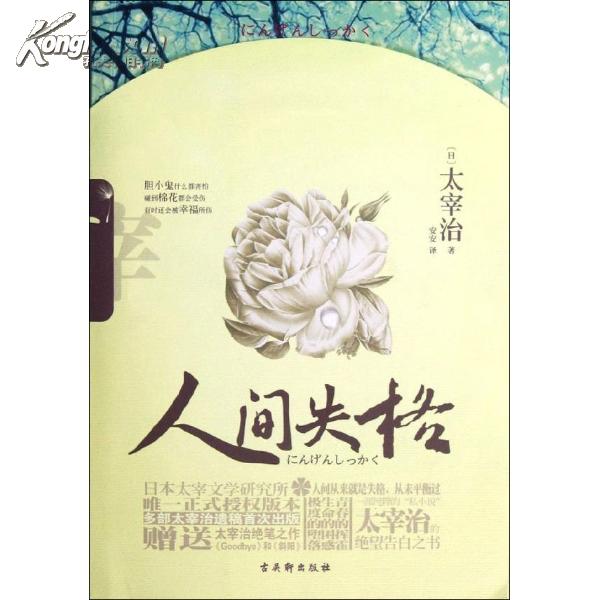 にんげんしっかく
〔日〕太宰治 著
安安 译
胆小鬼什么都害怕
碰到棉花都会受伤
有时还会被幸福所伤
宰
人间失格
にんげんしっかく
日本太宰文学研究所
唯一正式授权版本
多部太宰治遗稿首次出版
赠送
太宰治绝笔之作
《Goodbye》和《斜阳》
人间从来就是失格，从未平衡过
太宰治的
绝望告白之书
古吴轩出版社